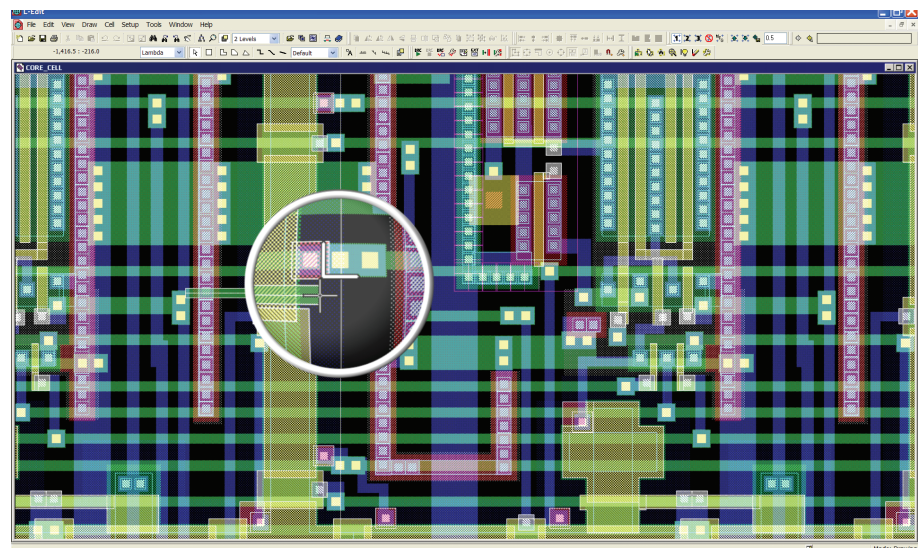 L-Edit
File Edit View Draw Cell Setup Tools Window Help
2 Levels
0.5
-1,416.5 : -216.0
Lambda
Default
CORE_CELL